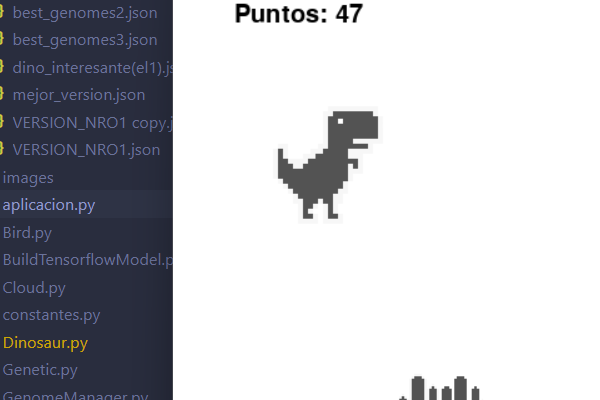 best_genomes2.json
best_genomes3.json
dino_interesante(el1).js
mejor_version.json
VERSION_NRO1 copy.j
VERSION_NRO1.json
images
aplicacion.py
Bird.py
BuildTensorflowModel.p
Cloud.py
constantes.py
Dinosaur.py
Genetic.py
GenomeManager.py
Puntos: 47